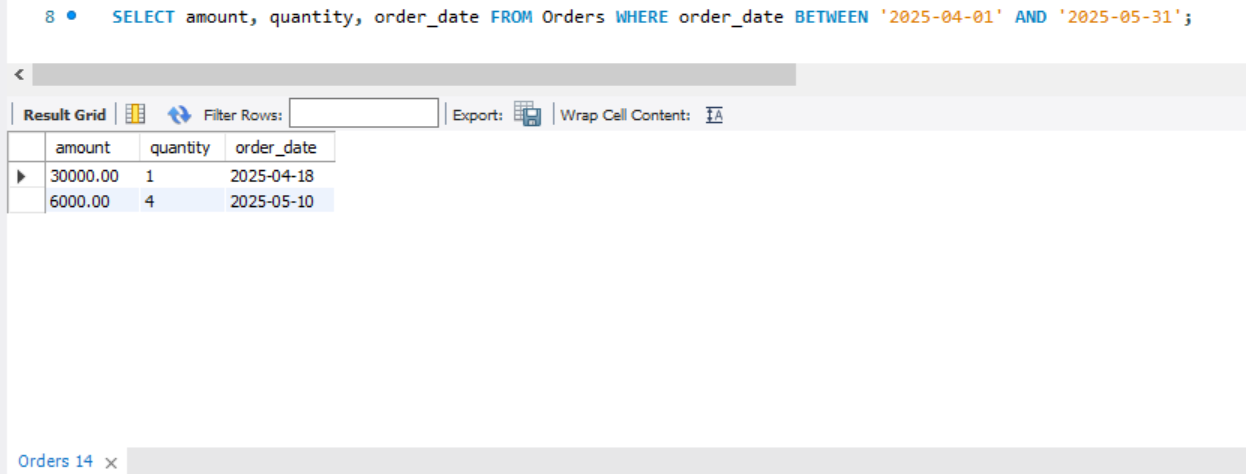 8 SELECT amount, quantity, order_date FROM Orders WHERE order_date BETWEEN '2025-04-01' AND '2025-05-31';
Result Grid Filter Rows: Export: Wrap Cell Content:
amount quantity order_date
30000.00 1 2025-04-18
6000.00 4 2025-05-10
Orders 14